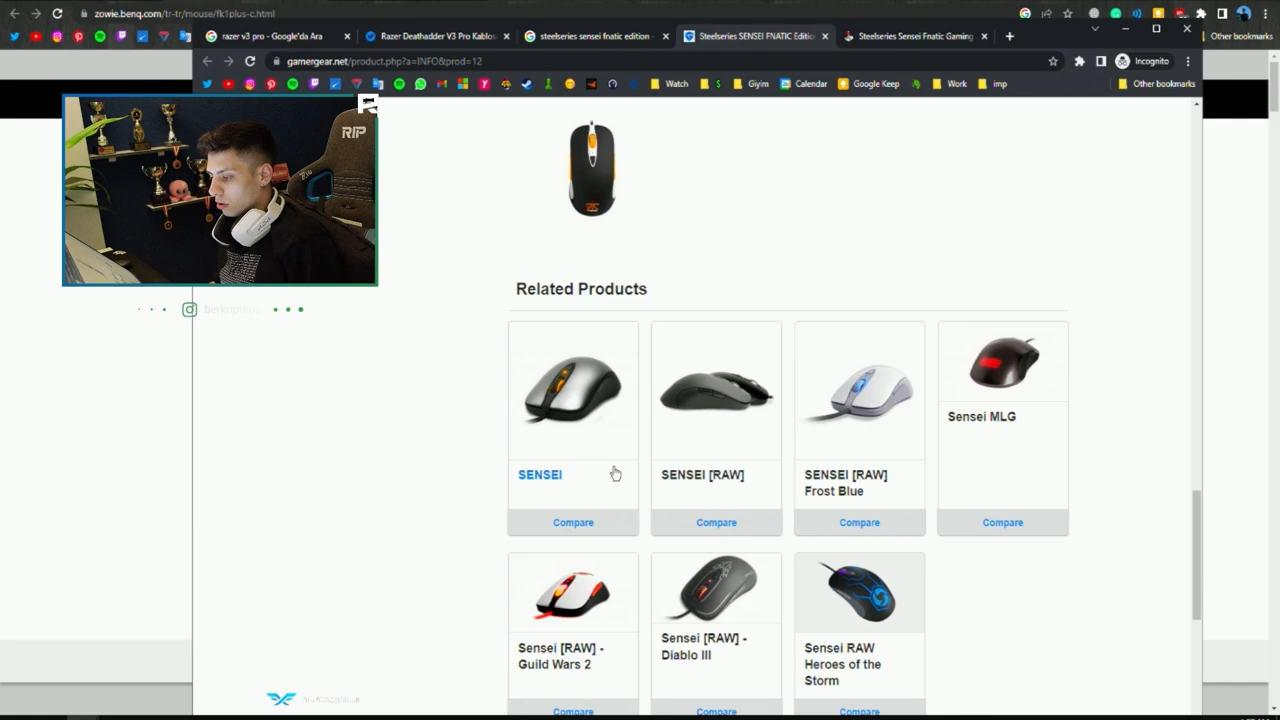 zowie.benq.com/tr-tr/mouse/fk1plus-c.html
razer v3 pro - Google'da Ara
Razer Deathadder V3 Pro Kablos
steelseries sensei fnatic edition -
Steelseries SENSEI FNATIC Editio
Steelseries Sensei Fnatic Gaming
Other bookmarks
gamergear.net/product.php?a=INFO&prod=12
Incognito
Watch
$
Giyim
Calendar
Google Keep
Work
imp
Other bookmarks
RIP
Related Products
SENSEI
SENSEI [RAW]
SENSEI [RAW]
Frost Blue
Sensei MLG
Compare
Compare
Compare
Compare
Sensei [RAW] -
Guild Wars 2
Sensei [RAW] -
Diablo III
Sensei RAW
Heroes of the
Storm
Compare
Compare
Compare